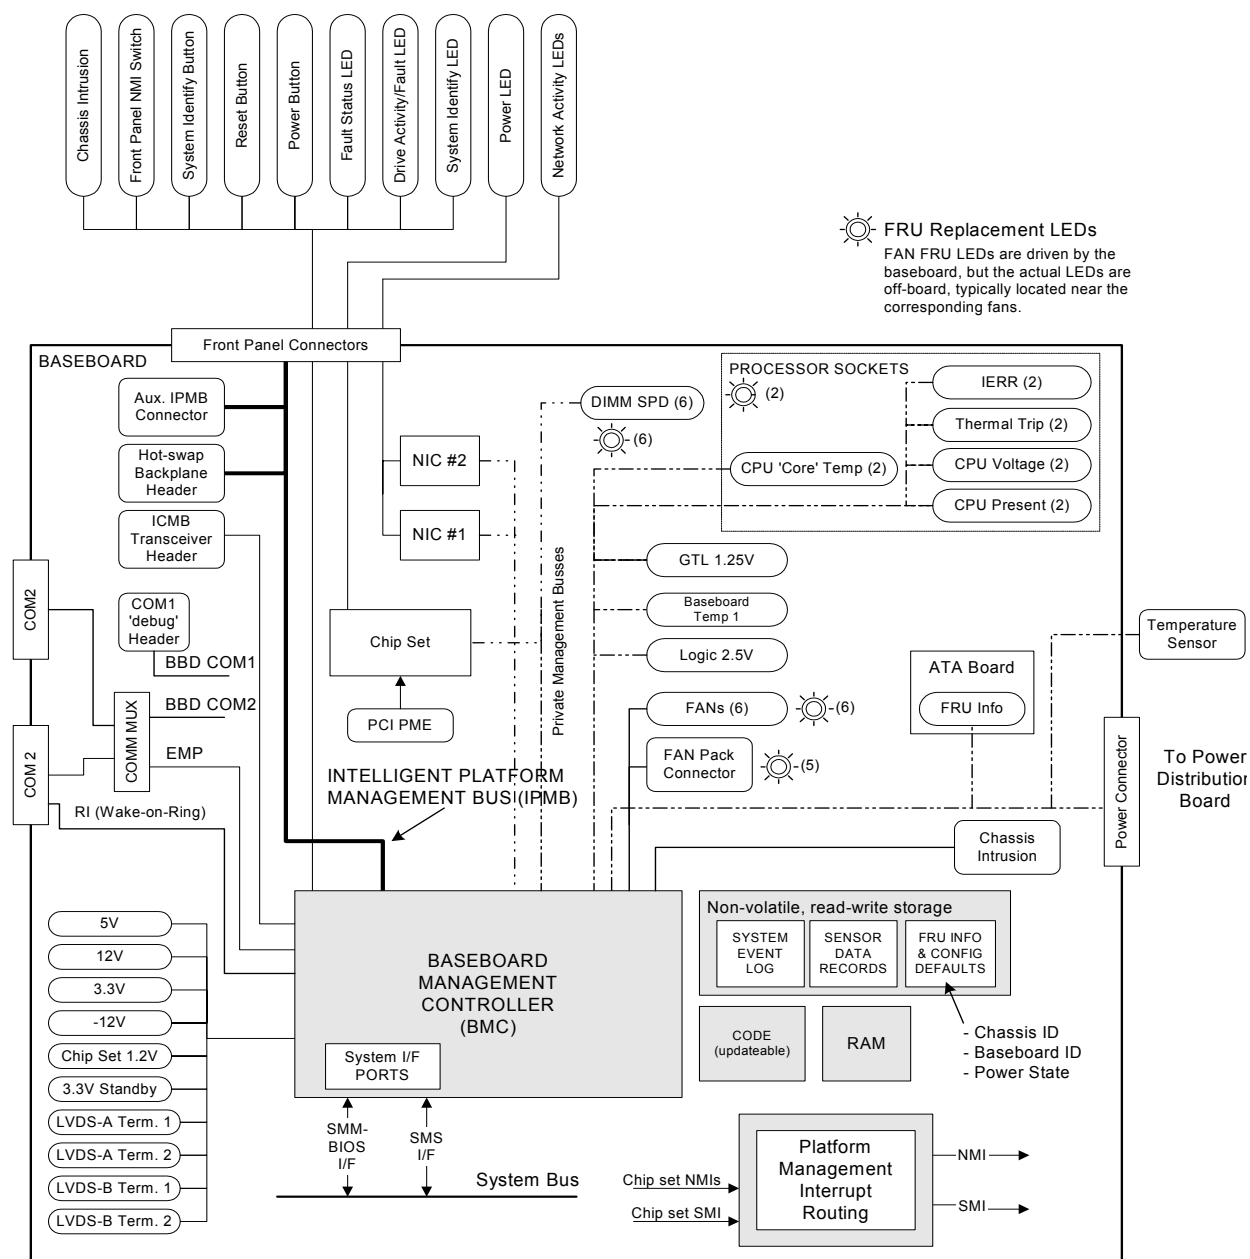 Chassis Intrusion
Front Panel NMI Switch
System Identify Button
Reset Button
Power Button
Fault Status LED
Drive Activity/Fault LED
System Identify LED
Power LED
Network Activity LEDs
FRU Replacement LEDs
FAN FRU LEDs are driven by the
baseboard, but the actual LEDs are
off-board, typically located near the
corresponding fans.
Front Panel Connectors
BASEBOARD
Aux. IPMB
Connector
Hot-swap
Backplane
Header
ICMB
Transceiver
Header
NIC #2
NIC #1
DIMM SPD (6)
(6)
PROCESSOR SOCKETS
(2)
IERR (2)
Thermal Trip (2)
CPU 'Core' Temp (2)
CPU Voltage (2)
CPU Present (2)
COM2
COM1
'debug'
Header
BBD COM1
Chip Set
PCI PME
Private Management Busses
GTL 1.25V
Baseboard
Temp 1
Logic 2.5V
FANs (6)
(6)
FAN Pack
Connector
(5)
ATA Board
FRU Info
Temperature
Sensor
COM 2
COMM MUX
BBD COM2
EMP
RI (Wake-on-Ring)
INTELLIGENT PLATFORM
MANAGEMENT BUS (IPMB)
Power Connector
To Power
Distribution
Board
Chassis
Intrusion
5V
12V
3.3V
-12V
Chip Set 1.2V
3.3V Standby
LVDS-A Term. 1
LVDS-A Term. 2
LVDS-B Term. 1
LVDS-B Term. 2
BASEBOARD
MANAGEMENT
CONTROLLER
(BMC)
System I/F
PORTS
SMM-
BIOS
I/F
SMS
I/F
System Bus
Non-volatile, read-write storage
SYSTEM
EVENT
LOG
SENSOR
DATA
RECORDS
FRU INFO
& CONFIG
DEFAULTS
CODE
(updateable)
RAM
- Chassis ID
- Baseboard ID
- Power State
Chip set NMIs
Chip set SMI
Platform
Management
Interrupt
Routing
NMI
SMI